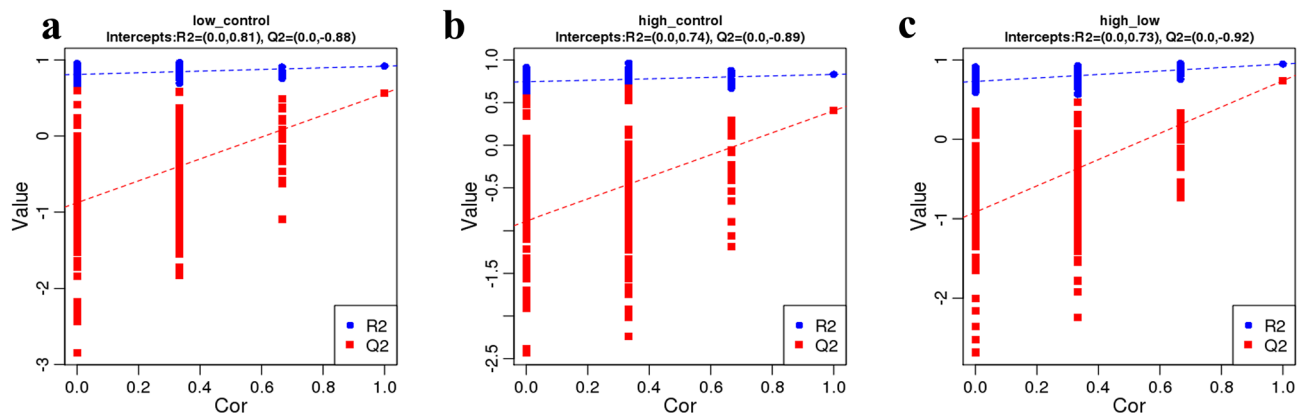 a
low_control
Intercepts:R2=(0.0,0.81), Q2=(0.0,-0.88)
Value
1
0
-1
-2
-3
0.0 0.2 0.4 0.6 0.8 1.0
Cor
R2
Q2
b
high_control
Intercepts:R2=(0.0,0.74), Q2=(0.0,-0.89)
Value
1.0
0.5
0.0
-0.5
-1.5
-2.5
0.0 0.2 0.4 0.6 0.8 1.0
Cor
R2
Q2
c
high_low
Intercepts:R2=(0.0,0.73), Q2=(0.0,-0.92)
Value
1
0
-1
-2
0.0 0.2 0.4 0.6 0.8 1.0
Cor
R2
Q2